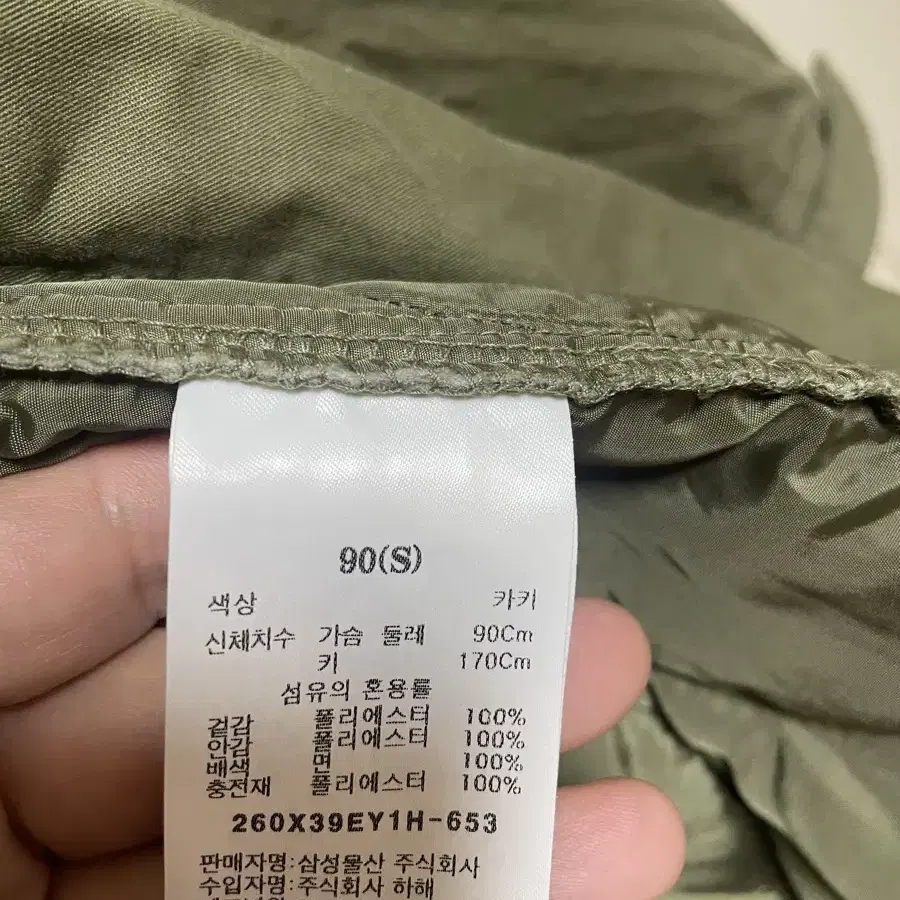 90(S)
색상 카키
신체치수 가슴 둘레 90Cm
키 170Cm
섬유의 혼용률
겉감 폴리에스터 100%
안감 폴리에스터 100%
배색 면 100%
충전재 폴리에스터 100%
260X39EY1H-653
판매자명:삼성물산 주식회사
수입자명:주식회사 하해